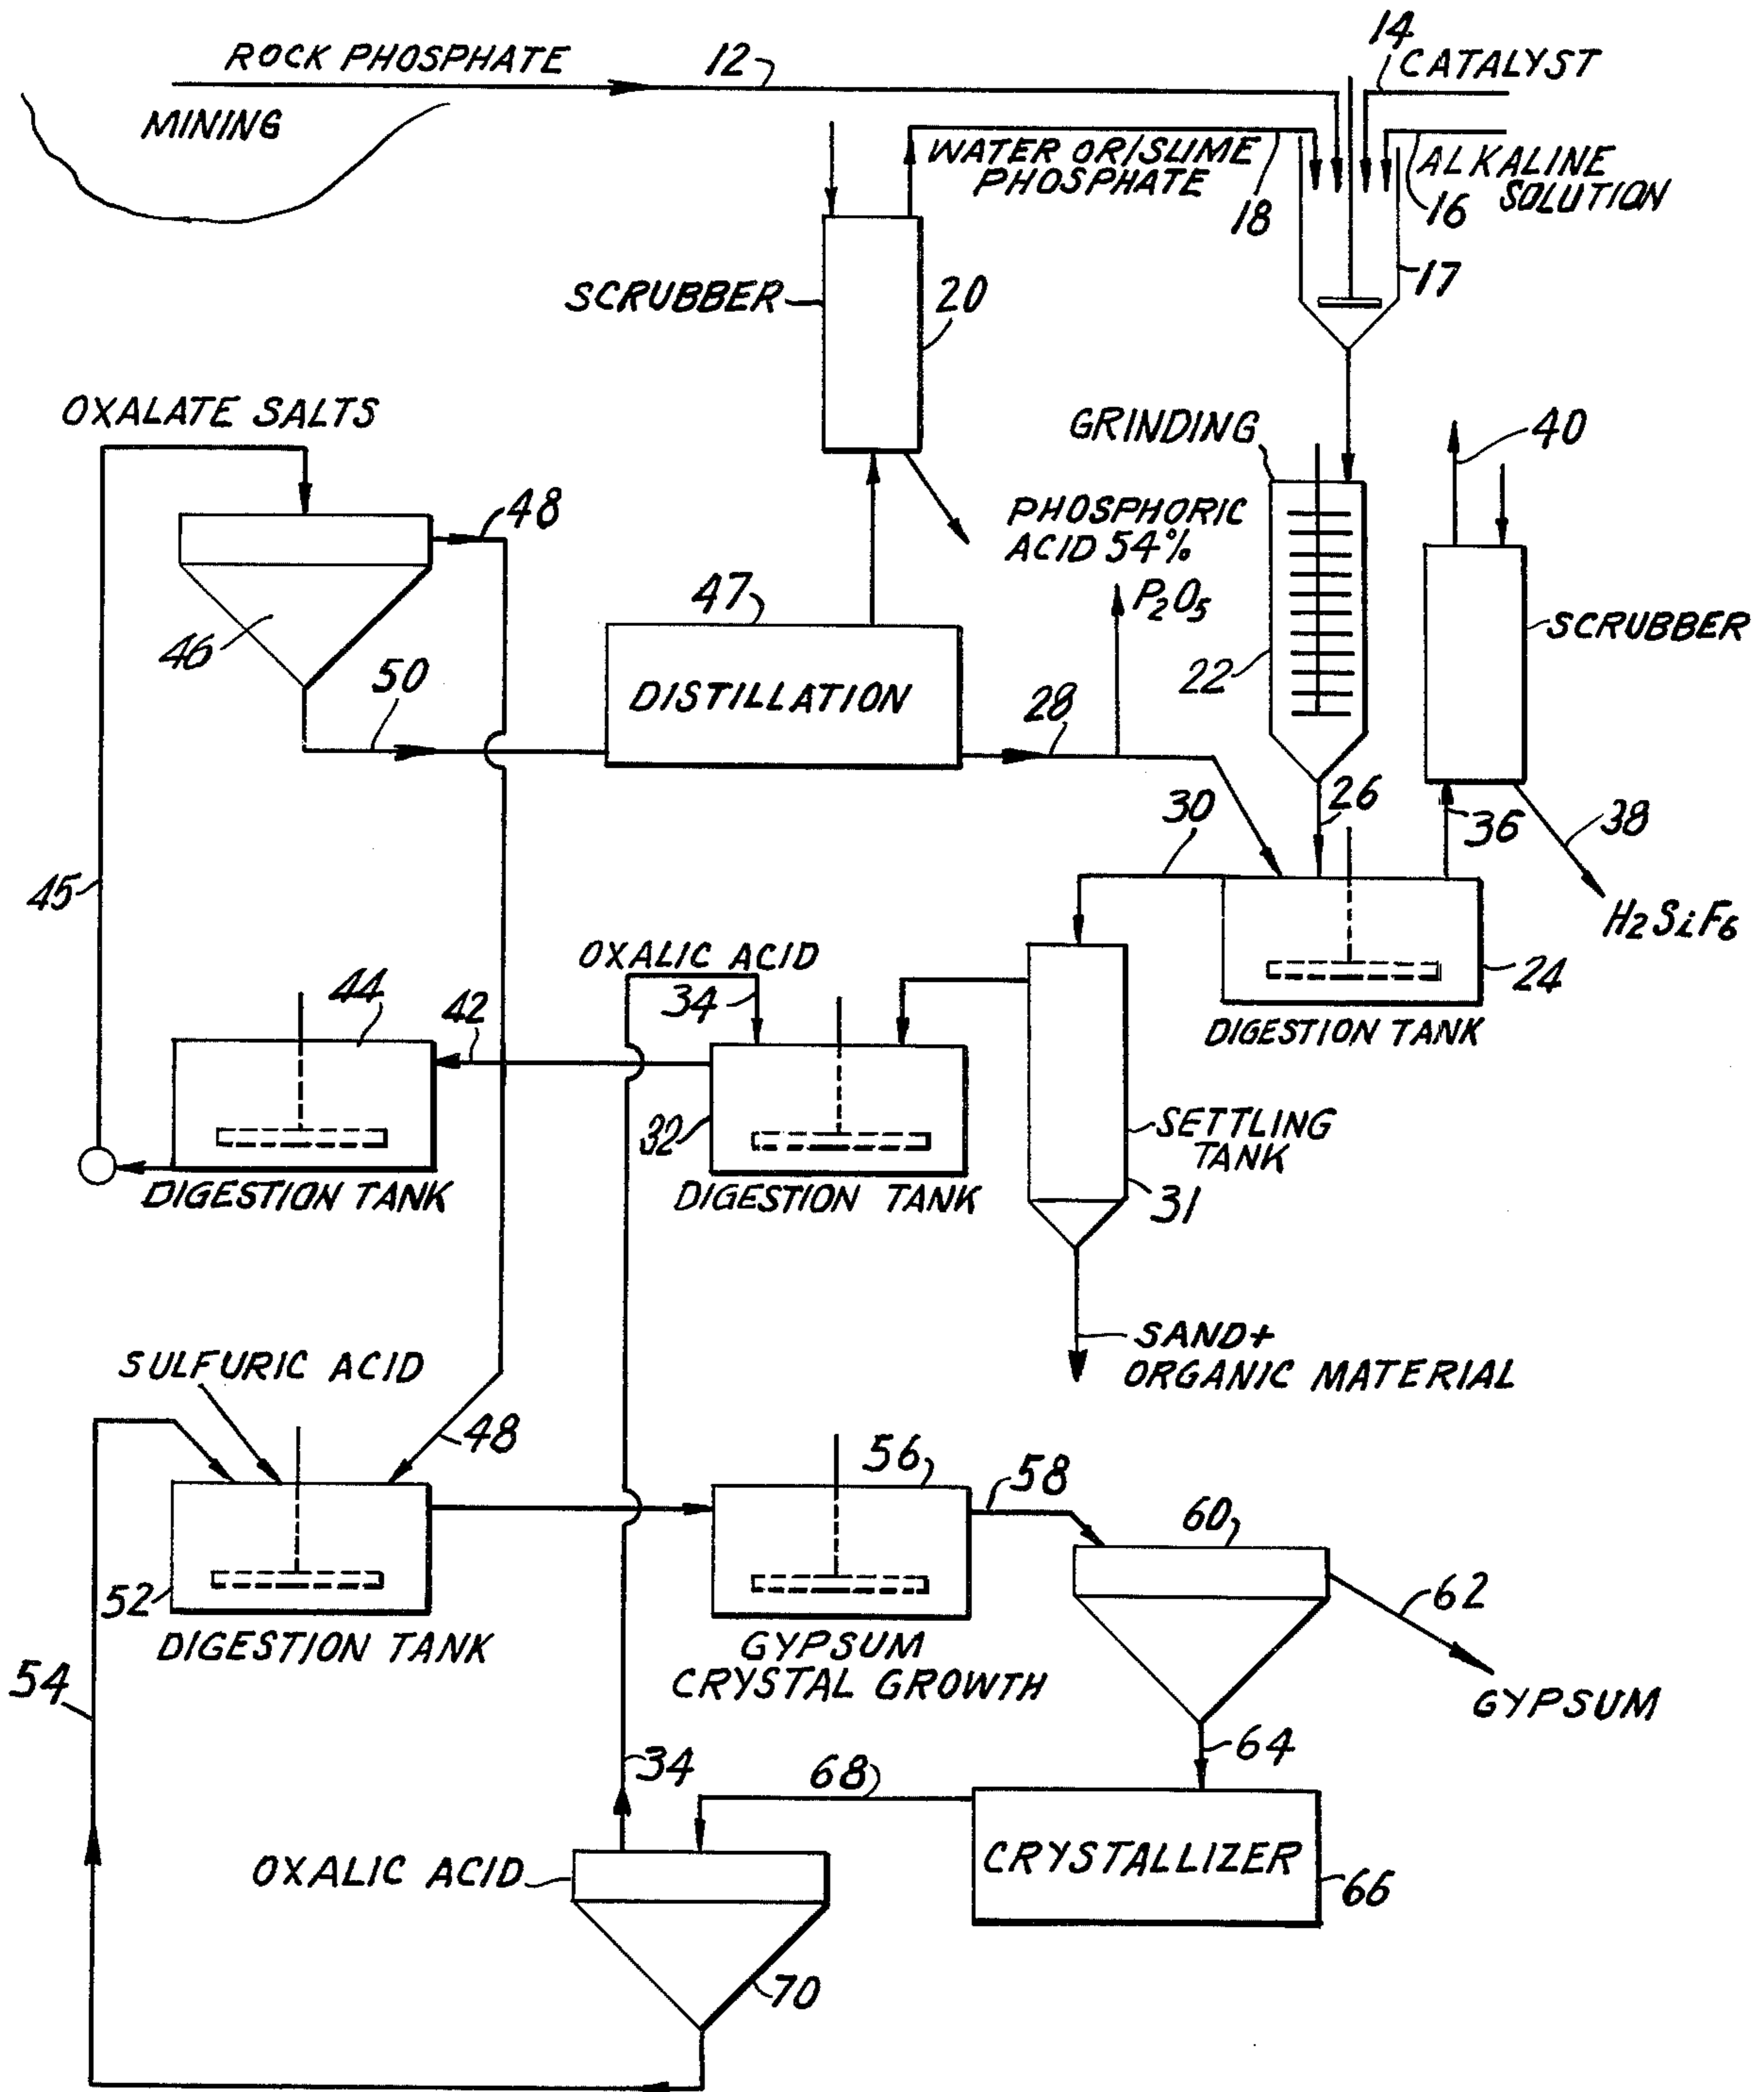 14
ROCK PHOSPHATE
12
CATALYST
MINING
WATER OR/SLIME
PHOSPHATE
18
ALKALINE
SOLUTION
16
17
SCRUBBER
20
OXALATE SALTS
GRINDING
40
48
PHOSPHORIC
ACID 54%
P2O5
47
46
SCRUBBER
50
DISTILLATION
22
28
26
30
36
38
45
H2SiF6
OXALIC ACID
34
44
42
24
DIGESTION TANK
32
SETTLING
TANK
31
DIGESTION TANK
DIGESTION TANK
SAND+
ORGANIC MATERIAL
SULFURIC ACID
48
56
58
60
52
62
DIGESTION TANK
GYPSUM
CRYSTAL GROWTH
54
GYPSUM
34
68
64
OXALIC ACID
CRYSTALLIZER
66
70